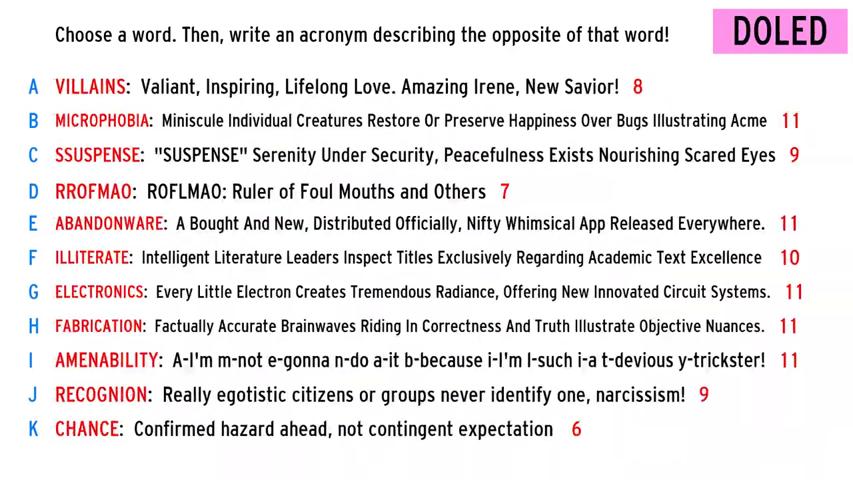 Choose a word. Then, write an acronym describing the opposite of that word!
DOLED
A VILLAINS: Valiant, Inspiring, Lifelong Love. Amazing Irene, New Savior! 8
B MICROPHOBIA: Miniscule Individual Creatures Restore Or Preserve Happiness Over Bugs Illustrating Acme 11
C SSUSPENSE: "SUSPENSE" Serenity Under Security, Peacefulness Exists Nourishing Scared Eyes 9
D RROFMAO: ROFLMAO: Ruler of Foul Mouths and Others 7
E ABANDONWARE: A Bought And New, Distributed Officially, Nifty Whimsical App Released Everywhere. 11
F ILLITERATE: Intelligent Literature Leaders Inspect Titles Exclusively Regarding Academic Text Excellence 10
G ELECTRONICS: Every Little Electron Creates Tremendous Radiance, Offering New Innovated Circuit Systems. 11
H FABRICATION: Factually Accurate Brainwaves Riding In Correctness And Truth Illustrate Objective Nuances. 11
I AMENABILITY: A-I'm m-not e-gonna n-do a-it b-because i-I'm l-such i-a t-devious y-trickster! 11
J RECOGNION: Really egotistic citizens or groups never identify one, narcissism! 9
K CHANCE: Confirmed hazard ahead, not contingent expectation 6